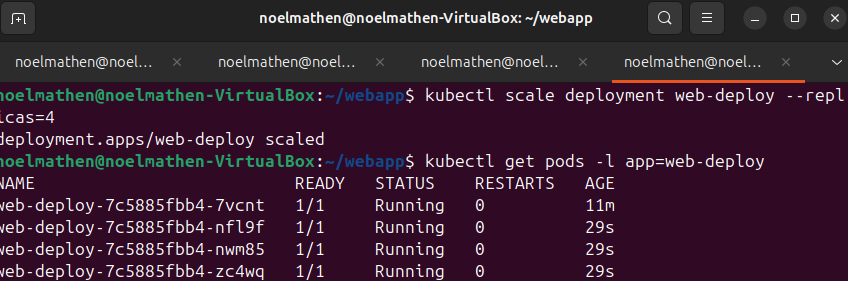 noelmathen@noelmathen-VirtualBox: ~/webapp
noelmathen@noel... noelmathen@noel... noelmathen@noel... noelmathen@noel...
noelmathen@noelmathen-VirtualBox:~/webapp$ kubectl scale deployment web-deploy --repl
icas=4
deployment.apps/web-deploy scaled
noelmathen@noelmathen-VirtualBox:~/webapp$ kubectl get pods -l app=web-deploy
NAME READY STATUS RESTARTS AGE
web-deploy-7c5885fbb4-7vcnt 1/1 Running 0 11m
web-deploy-7c5885fbb4-nfl9f 1/1 Running 0 29s
web-deploy-7c5885fbb4-nwm85 1/1 Running 0 29s
web-deploy-7c5885fbb4-zc4wq 1/1 Running 0 29s